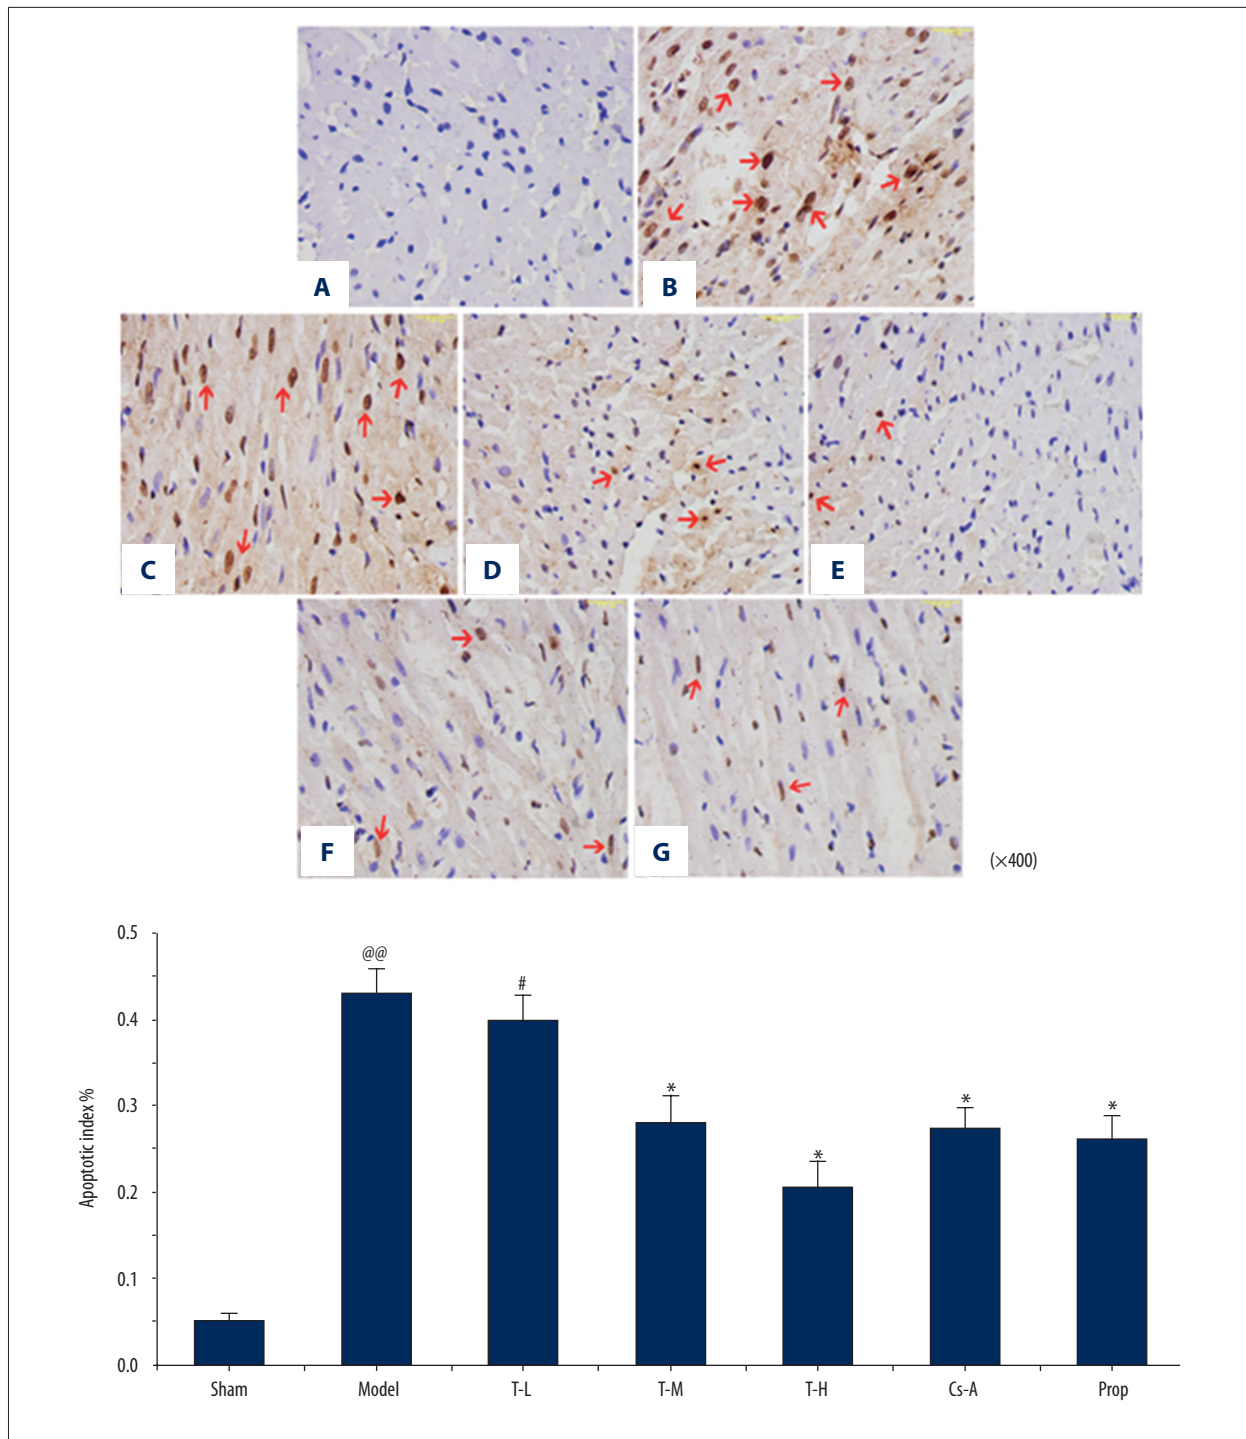 A
B
C
D
E
F
G
(×400)
0.5
0.4
0.3
0.2
0.1
0.0
Apoptotic index %
@@
#
*
*
*
*
Sham
Model
T-L
T-M
T-H
Cs-A
Prop